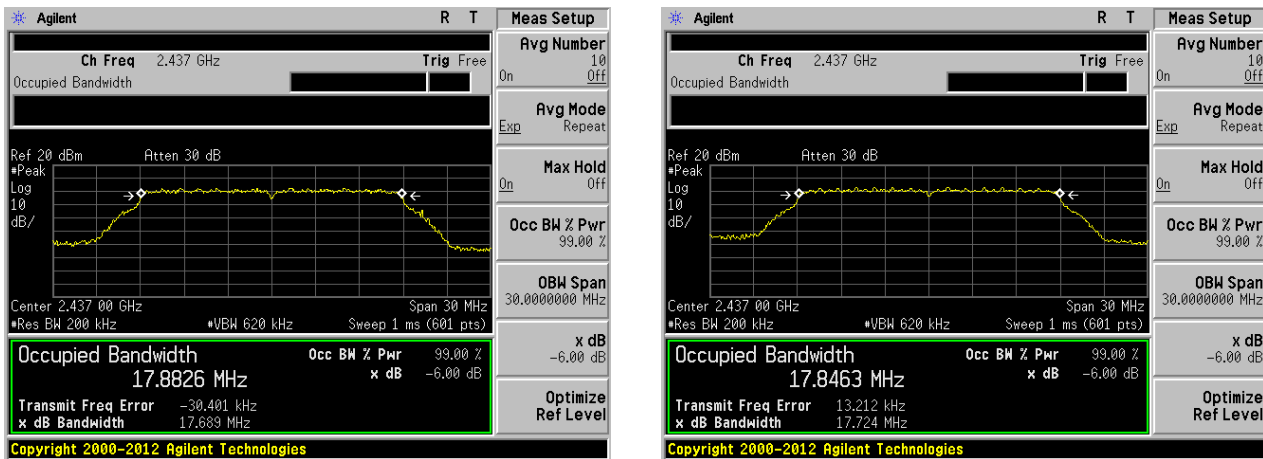 Agilent R T Meas Setup
Ch Freq 2.437 GHz Trig Free
Occupied Bandwidth
Avg Number
10
On Off
Avg Mode
Exp Repeat
Ref 20 dBm Atten 30 dB
#Peak
Log
10
dB/
Max Hold
On Off
Occ BW % Pwr
99.00 %
Center 2.437 00 GHz Span 30 MHz
#Res BW 200 kHz #VBW 620 kHz Sweep 1 ms (601 pts)
OBW Span
30.0000000 MHz
Occupied Bandwidth Occ BW % Pwr 99.00 %
17.8826 MHz x dB -6.00 dB
Transmit Freq Error -30.401 kHz
x dB Bandwidth 17.689 MHz
x dB
-6.00 dB
Optimize
Ref Level
Copyright 2000-2012 Agilent Technologies
Agilent R T Meas Setup
Ch Freq 2.437 GHz Trig Free
Occupied Bandwidth
Avg Number
10
On Off
Avg Mode
Exp Repeat
Ref 20 dBm Atten 30 dB
#Peak
Log
10
dB/
Max Hold
On Off
Occ BW % Pwr
99.00 %
Center 2.437 00 GHz Span 30 MHz
#Res BW 200 kHz #VBW 620 kHz Sweep 1 ms (601 pts)
OBW Span
30.0000000 MHz
Occupied Bandwidth Occ BW % Pwr 99.00 %
17.8463 MHz x dB -6.00 dB
Transmit Freq Error 13.212 kHz
x dB Bandwidth 17.724 MHz
x dB
-6.00 dB
Optimize
Ref Level
Copyright 2000-2012 Agilent Technologies